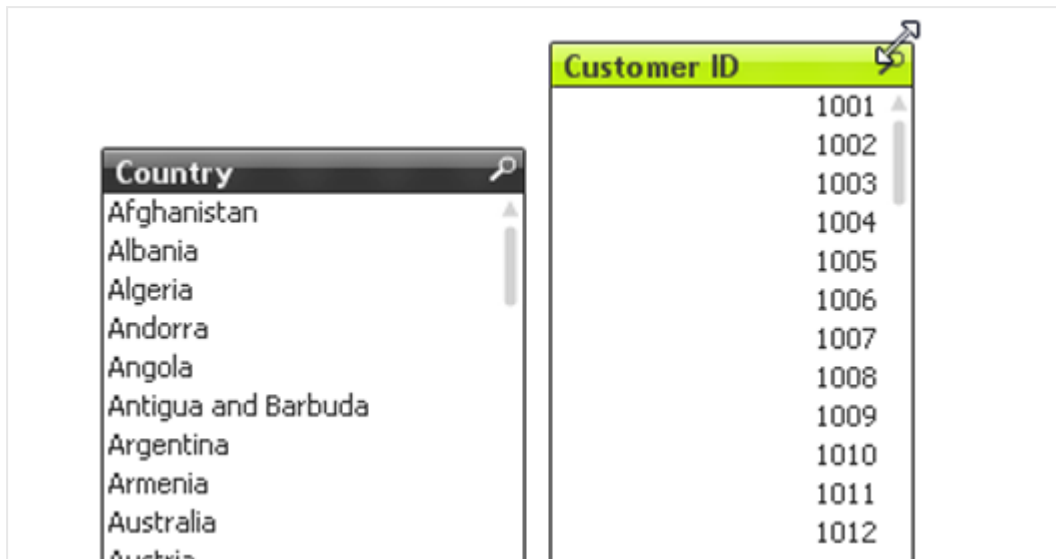 Country
Afghanistan
Albania
Algeria
Andorra
Angola
Antigua and Barbuda
Argentina
Armenia
Australia
Austria
Customer ID
1001
1002
1003
1004
1005
1006
1007
1008
1009
1010
1011
1012